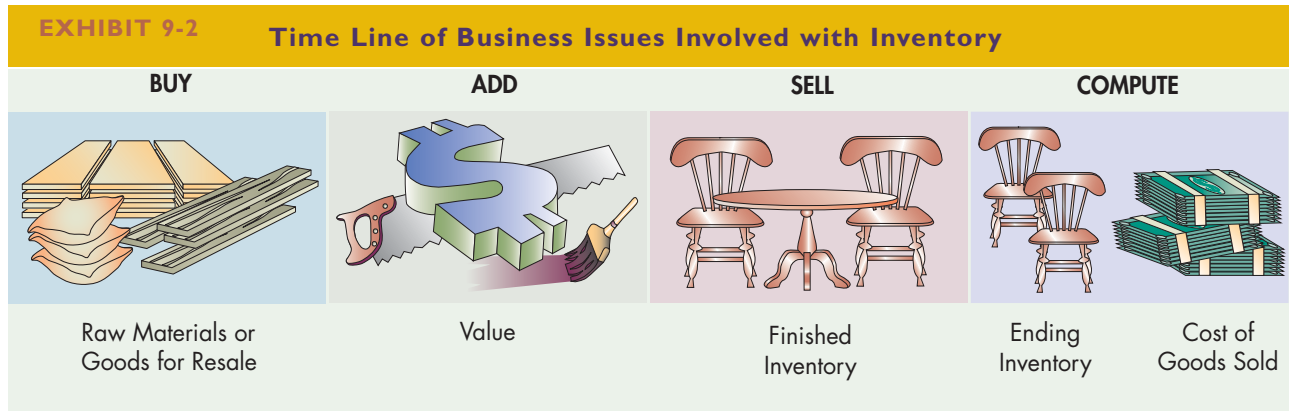 EXHIBIT 9-2
Time Line of Business Issues Involved with Inventory
BUY
ADD
SELL
COMPUTE
Raw Materials or
Goods for Resale
Value
Finished
Inventory
Ending
Inventory
Cost of
Goods Sold